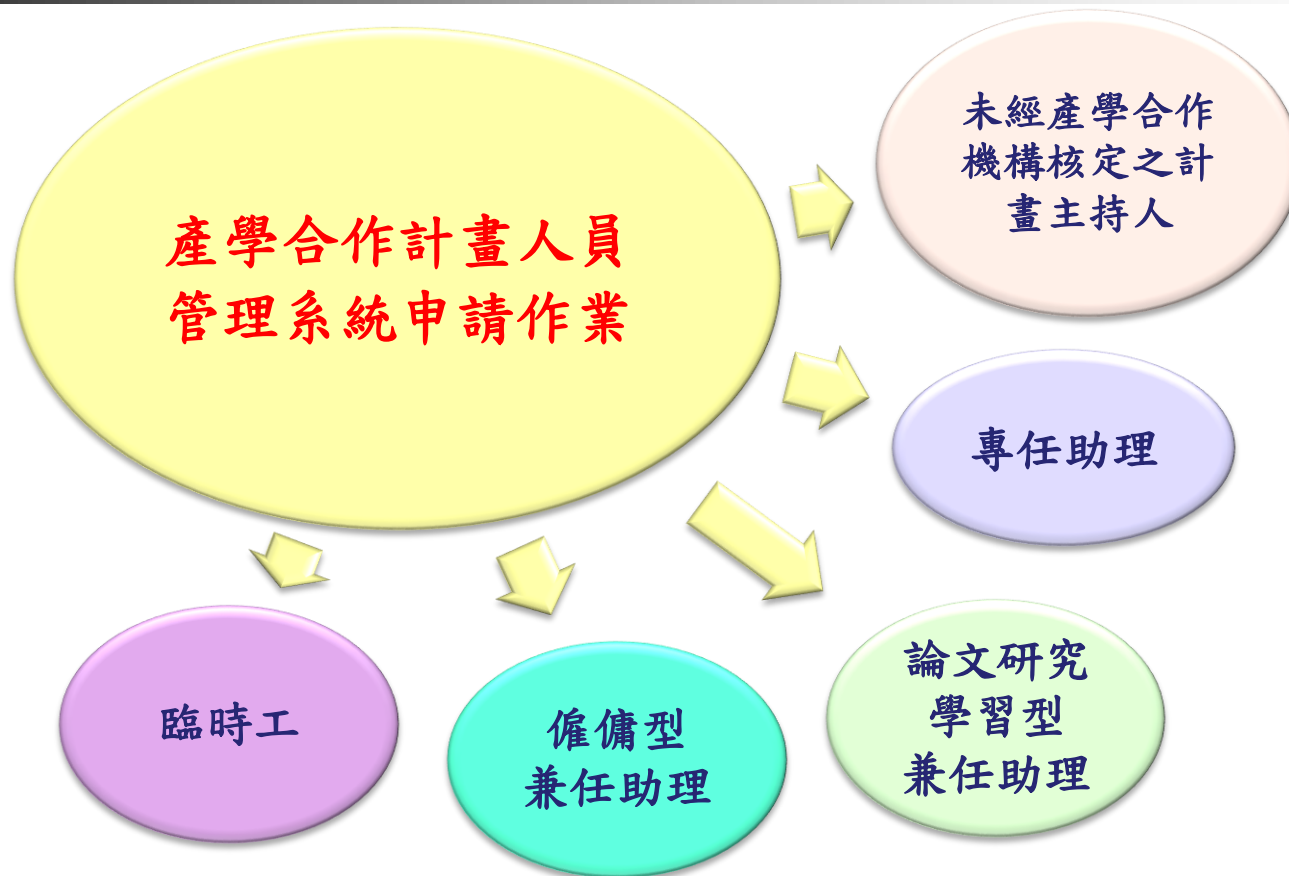 產學合作計畫人員
管理系統申請作業
未經產學合作
機構核定之計
畫主持人
專任助理
論文研究
學習型
兼任助理
僱傭型
兼任助理
臨時工